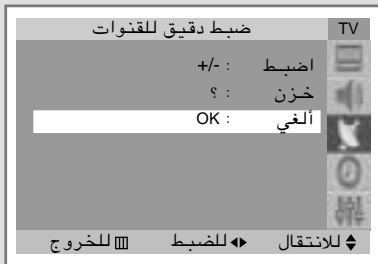 TV
ضبط دقيق للقنوات
اضبط : -/+
خزن : ?
ألغي : OK
للانتقال للضبط للخروج